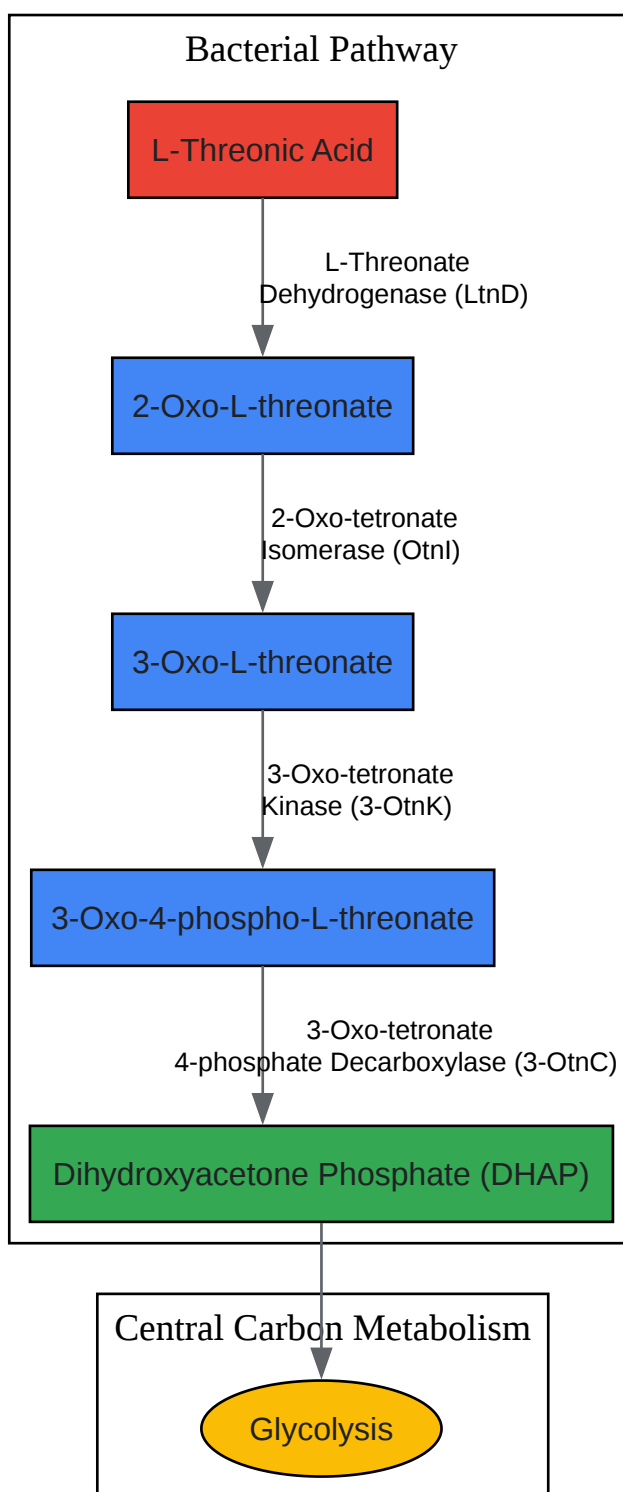 Bacterial Pathway
L-Threonic Acid
L-Threonate
Dehydrogenase (LtnD)
2-Oxo-L-threonate
2-Oxo-tetronate
Isomerase (OtnI)
3-Oxo-L-threonate
3-Oxo-tetronate
Kinase (3-OtnK)
3-Oxo-4-phospho-L-threonate
3-Oxo-tetronate
4-phosphate Decarboxylase (3-OtnC)
Dihydroxyacetone Phosphate (DHAP)
Central Carbon Metabolism
Glycolysis